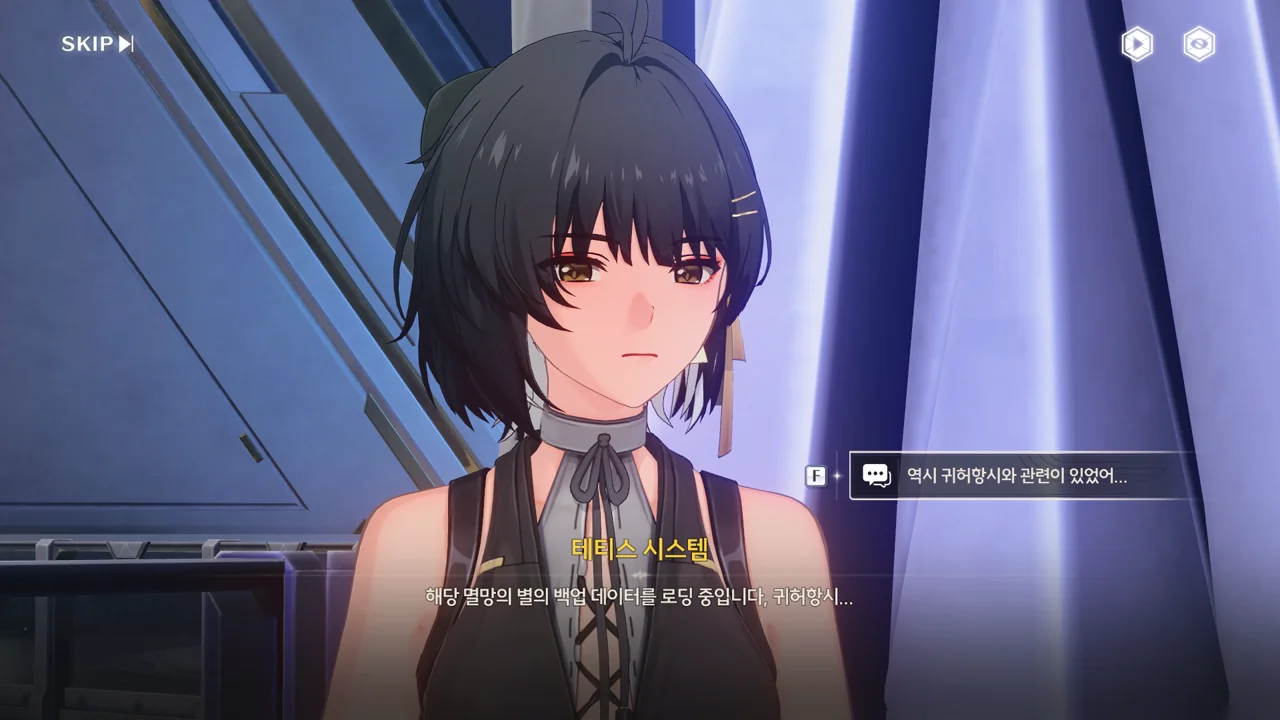 SKIP
F
역시 귀허항시와 관련이 있었어...
테티스 시스템
해당 멸망의 별의 백업 데이터를 로딩 중입니다, 귀허항시...